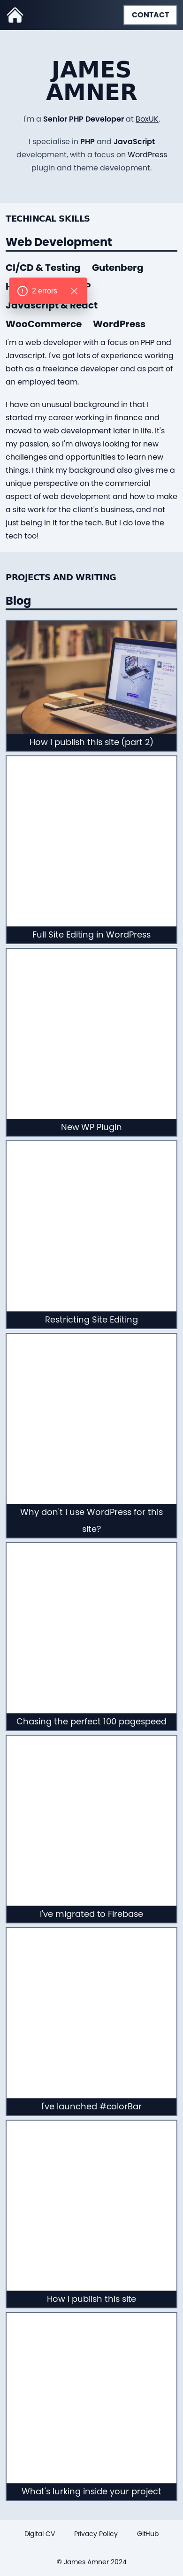 CONTACT
JAMES
AMNER
I'm a Senior PHP Developer at BoxUK.
I specialise in PHP and JavaScript
development, with a focus on WordPress
plugin and theme development.
TECHINCAL SKILLS
Web Development
CI/CD & Testing Gutenberg
2 errors
Javascript & React
WooCommerce WordPress
I'm a web developer with a focus on PHP and
Javascript. I've got lots of experience working
both as a freelance developer and as part of
an employed team.
I have an unusual background in that I
started my career working in finance and
moved to web development later in life. It's
my passion, so I'm always looking for new
challenges and opportunities to learn new
things. I think my background also gives me a
unique perspective on the commercial
aspect of web development and how to make
a site work for the client's business, and not
just being in it for the tech. But I do love the
tech too!
PROJECTS AND WRITING
Blog
How I publish this site (part 2)
Full Site Editing in WordPress
New WP Plugin
Restricting Site Editing
Why don't I use WordPress for this
site?
Chasing the perfect 100 pagespeed
I've migrated to Firebase
I've launched #colorBar
How I publish this site
What's lurking inside your project
Digital CV Privacy Policy GitHub
© James Amner 2024